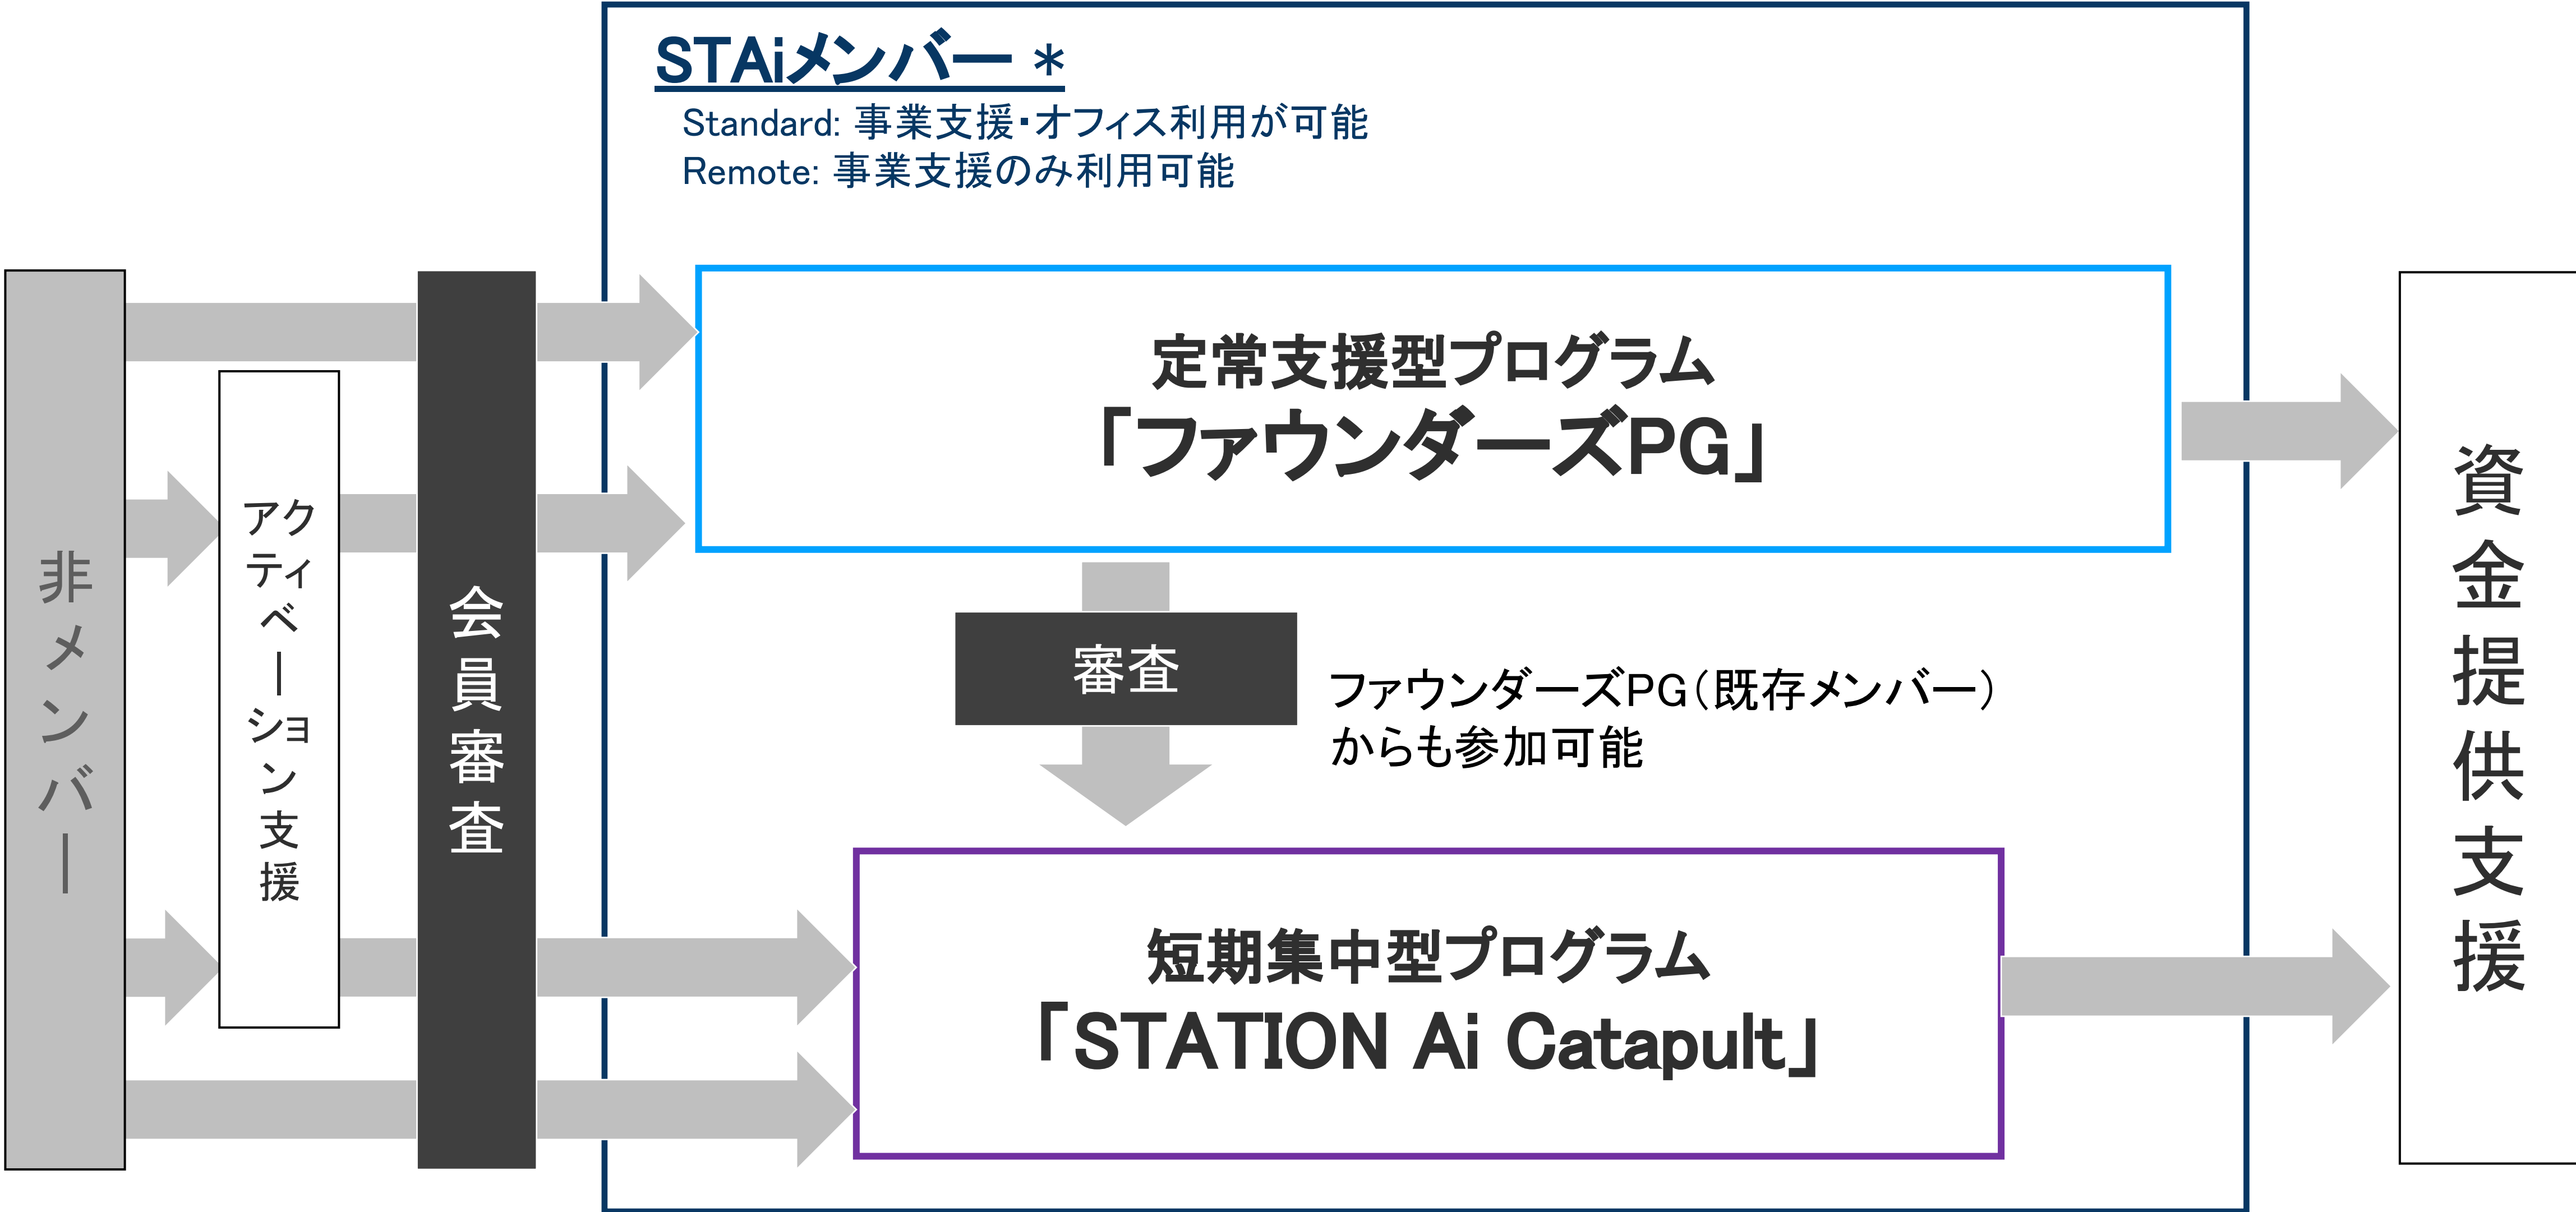 STAiメンバー *
Standard: 事業支援・オフィス利用が可能
Remote: 事業支援のみ利用可能
非メンバー
アクティベーション支援
会員審査
定常支援型プログラム
「ファウンダーズPG」
審査
ファウンダーズPG（既存メンバー）
からも参加可能
短期集中型プログラム
「STATION Ai Catapult」
資金提供支援